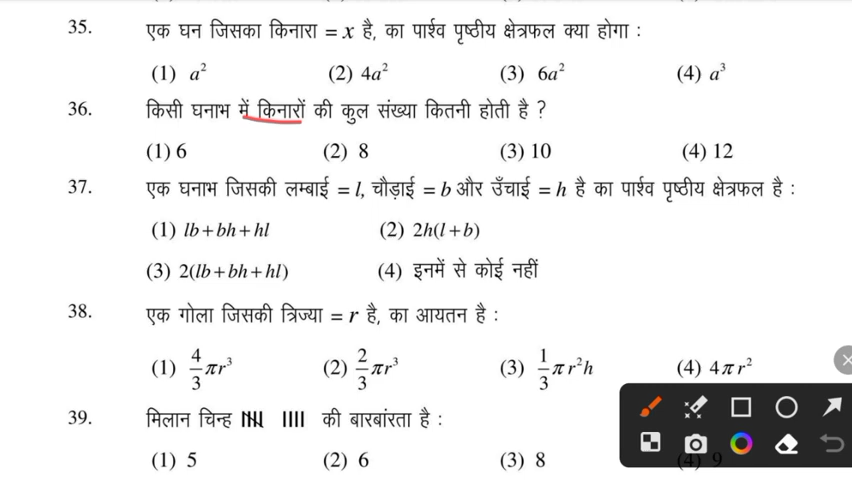 35. एक घन जिसका किनारा = x है, का पार्श्व पृष्ठीय क्षेत्रफल क्या होगा :
(1) a² (2) 4a² (3) 6a² (4) a³
36. किसी घनाभ में किनारों की कुल संख्या कितनी होती है ?
(1) 6 (2) 8 (3) 10 (4) 12
37. एक घनाभ जिसकी लम्बाई = l, चौड़ाई = b और उँचाई = h है का पार्श्व पृष्ठीय क्षेत्रफल है :
(1) lb + bh + hl (2) 2h(l + b)
(3) 2(lb + bh + hl) (4) इनमें से कोई नहीं
38. एक गोला जिसकी त्रिज्या = r है, का आयतन है :
(1) 4/3 πr³ (2) 2/3 πr³ (3) 1/3 πr²h (4) 4πr²
39. मिलान चिन्ह 𝍸 |||| की बारबांरता है :
(1) 5 (2) 6 (3) 8 (4) 9